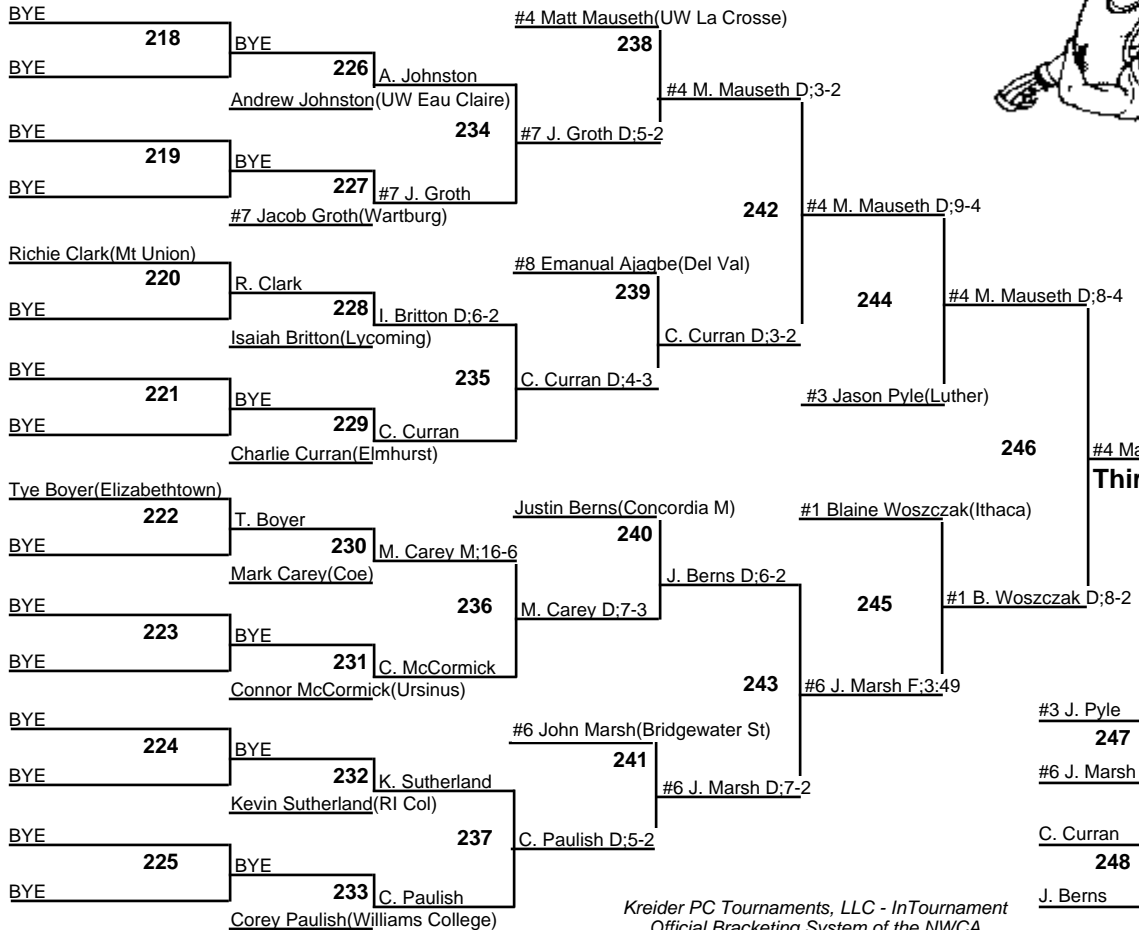 BYE
218
BYE
BYE
226
A. Johnston
Andrew Johnston(UW Eau Claire)
234
BYE
219
BYE
BYE
227
#7 J. Groth
#7 Jacob Groth(Wartburg)
#7 J. Groth D;5-2
#4 Matt Mauseth(UW La Crosse)
238
#4 M. Mauseth D;3-2
Richie Clark(Mt Union)
220
R. Clark
BYE
228
I. Britton D;6-2
Isaiah Britton(Lycoming)
235
BYE
221
BYE
BYE
229
C. Curran
Charlie Curran(Elmhurst)
C. Curran D;4-3
#8 Emanual Ajagbe(Del Val)
239
C. Curran D;3-2
242
#4 M. Mauseth D;9-4
244
#3 Jason Pyle(Luther)
#4 M. Mauseth D;8-4
Tye Boyer(Elizabethtown)
222
T. Boyer
BYE
230
M. Carey M;16-6
Mark Carey(Coe)
236
BYE
223
BYE
BYE
231
C. McCormick
Connor McCormick(Ursinus)
M. Carey D;7-3
Justin Berns(Concordia M)
240
J. Berns D;6-2
BYE
224
BYE
BYE
232
K. Sutherland
Kevin Sutherland(RI Col)
237
BYE
225
BYE
BYE
233
C. Paulish
Corey Paulish(Williams College)
C. Paulish D;5-2
#6 John Marsh(Bridgewater St)
241
#6 J. Marsh D;7-2
243
#6 J. Marsh F;3:49
#1 Blaine Woszczak(Ithaca)
245
#1 B. Woszczak D;8-2
246
#4 Ma
Thir
#3 J. Pyle
247
#6 J. Marsh
C. Curran
248
J. Berns
Kreider PC Tournaments, LLC - InTournament
Official Bracketing System of the NWCA